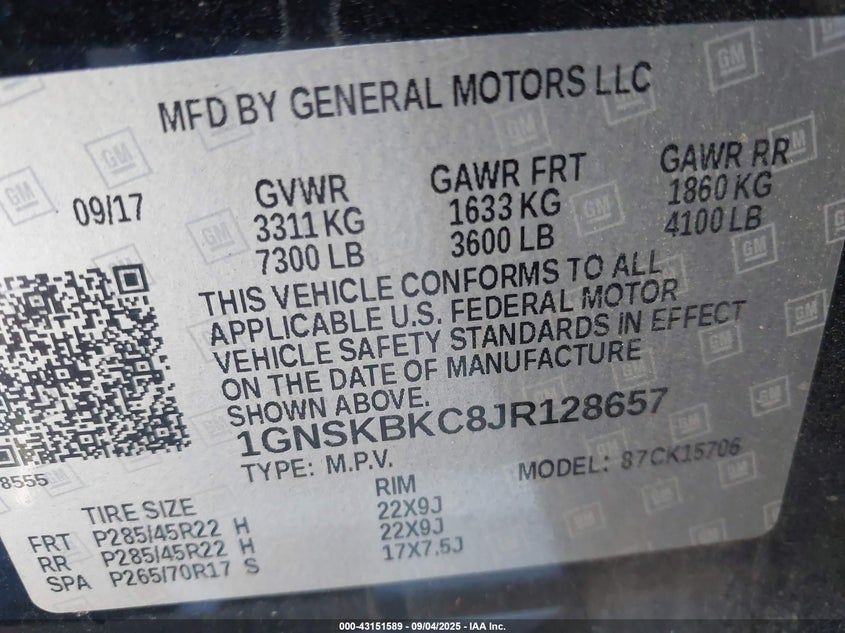 MFD BY GENERAL MOTORS LLC
09/17 GVWR GAWR FRT GAWR RR
3311 KG 1633 KG 1860 KG
7300 LB 3600 LB 4100 LB
THIS VEHICLE CONFORMS TO ALL
APPLICABLE U.S. FEDERAL MOTOR
VEHICLE SAFETY STANDARDS IN EFFECT
ON THE DATE OF MANUFACTURE
SHOWN ABOVE.
1GNSKBKC8JR128657
8555
TYPE: M.P.V. MODEL: 87CK15706
TIRE SIZE RIM
FRT P285/45R22 H 22X9J
RR P285/45R22 H 22X9J
SPA P265/70R17 S 17X7.5J
GM
000-43151589 - 09/04/2025 - IAA Inc.